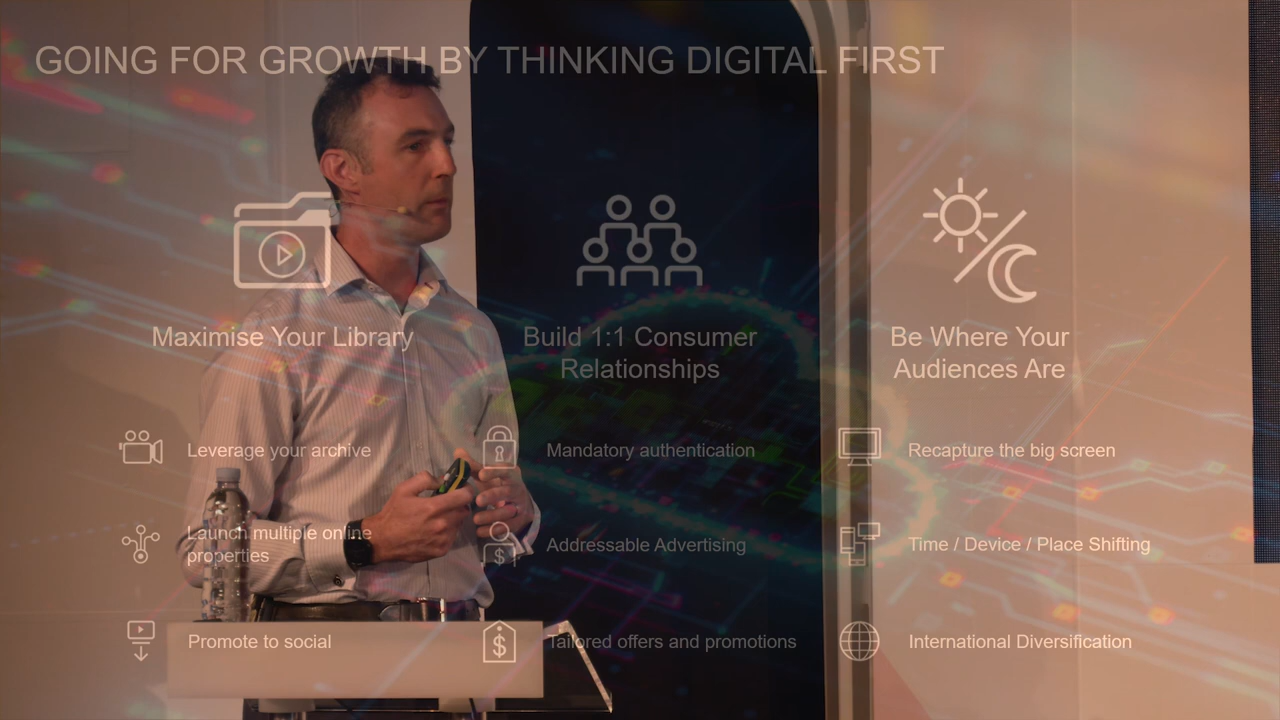 GOING FOR GROWTH BY THINKING DIGITAL FIRST
Maximise Your Library
Leverage your archive
Launch multiple online
properties
Promote to social
Build 1:1 Consumer
Relationships
Mandatory authentication
Addressable Advertising
Tailored offers and promotions
Be Where Your
Audiences Are
Recapture the big screen
Time / Device / Place Shifting
International Diversification